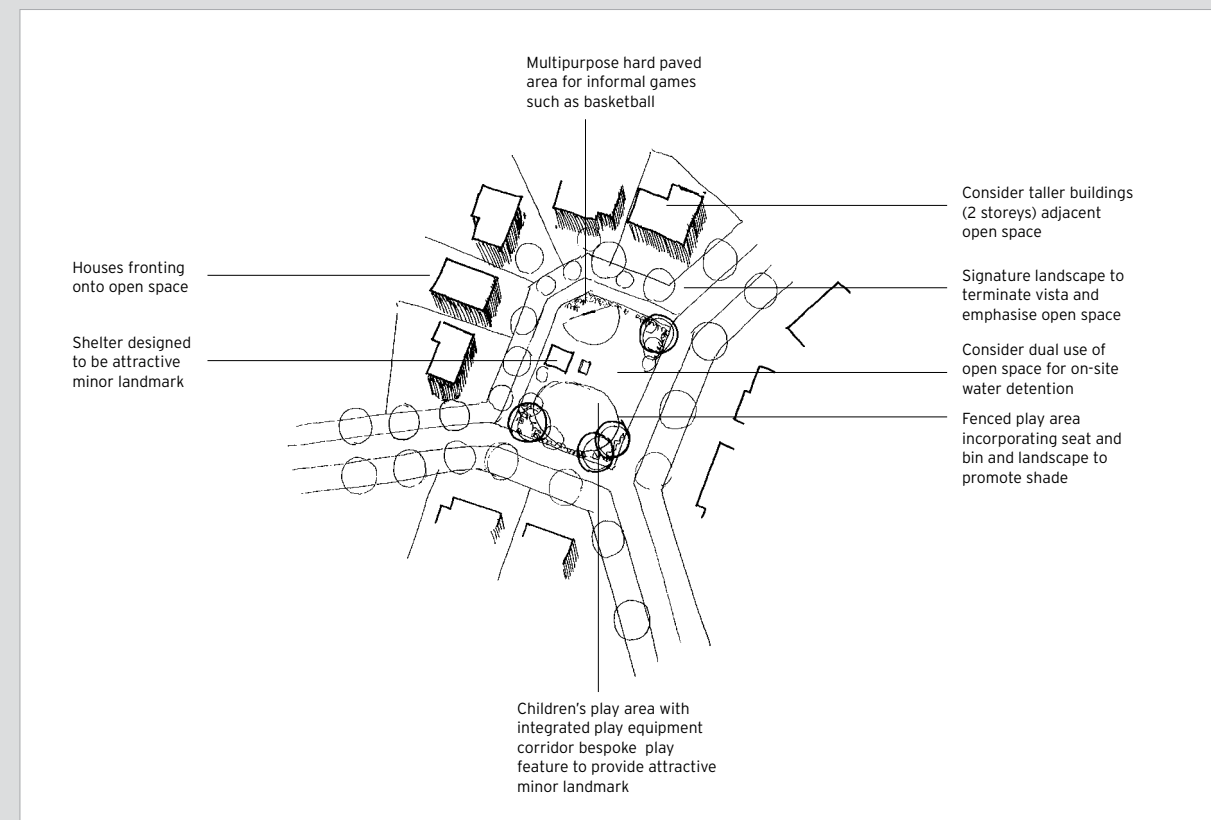 Multipurpose hard paved
area for informal games
such as basketball
Consider taller buildings
(2 storeys) adjacent
open space
Houses fronting
onto open space
Signature landscape to
terminate vista and
emphasise open space
Shelter designed
to be attractive
minor landmark
Consider dual use of
open space for on-site
water detention
Fenced play area
incorporating seat and
bin and landscape to
promote shade
Children’s play area with
integrated play equipment
corridor bespoke  play
feature to provide attractive
minor landmark